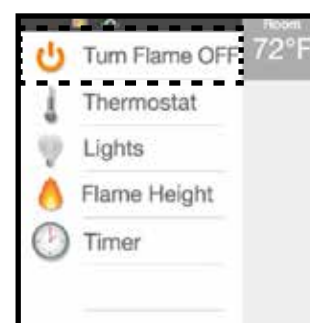 Room
Turn Flame OFF
72°F
Thermostat
Lights
Flame Height
Timer